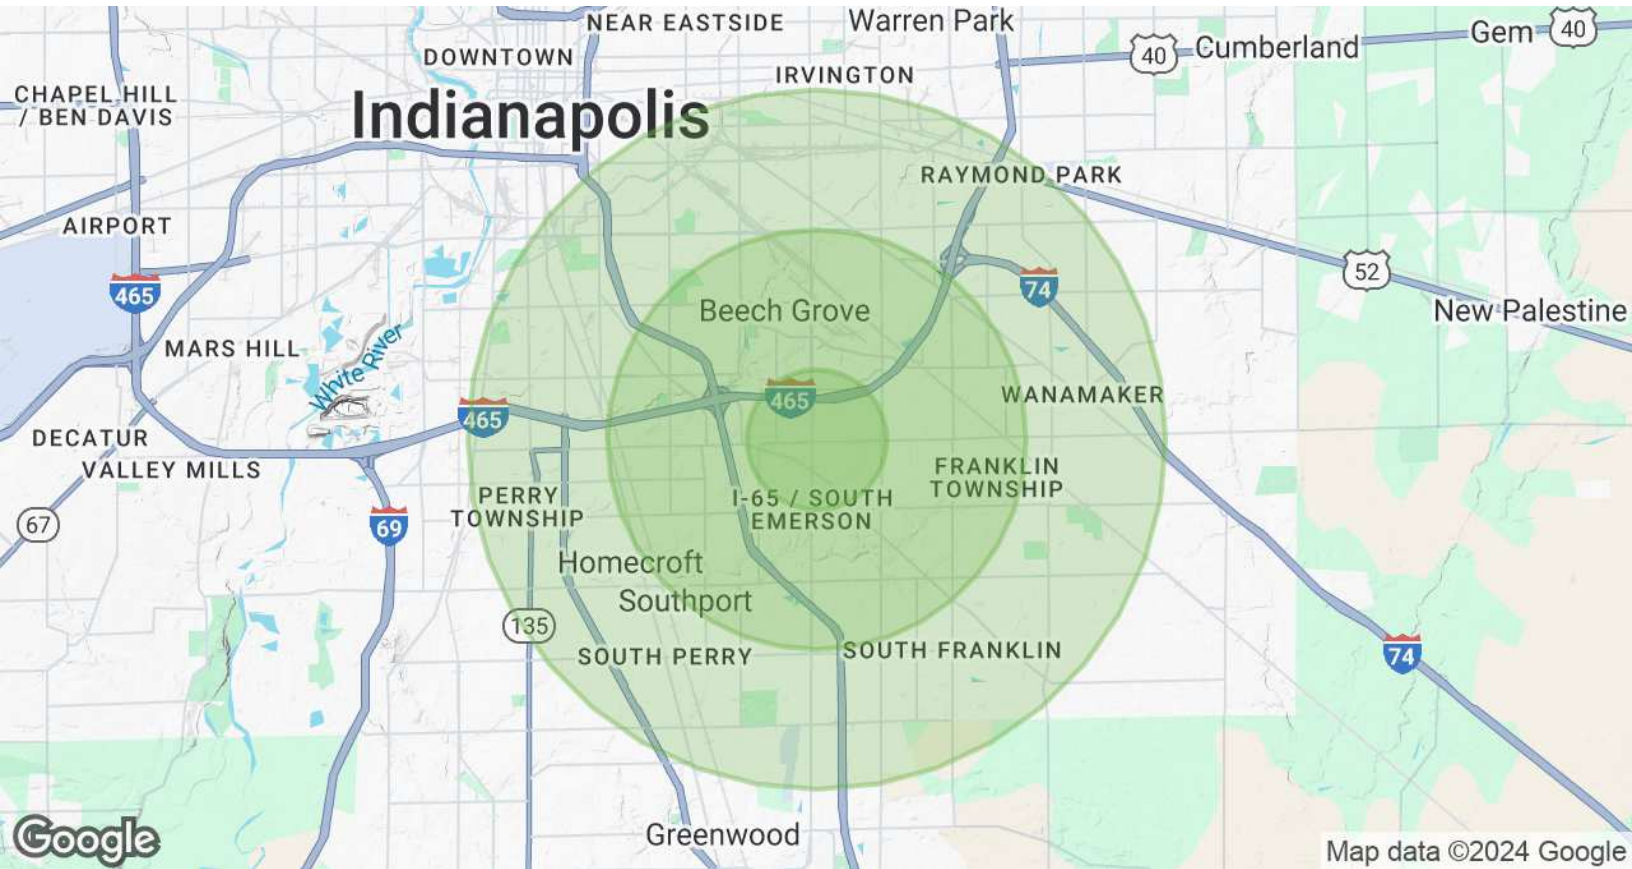 NEAR EASTSIDE
Warren Park
Gem
40
DOWNTOWN
40
Cumberland
IRVINGTON
CHAPEL HILL
/ BEN DAVIS
Indianapolis
RAYMOND PARK
AIRPORT
52
465
74
Beech Grove
New Palestine
MARS HILL
White River
465
WANAMAKER
465
DECATUR
VALLEY MILLS
FRANKLIN
TOWNSHIP
PERRY
TOWNSHIP
I-65 / SOUTH
EMERSON
67
69
Homecroft
Southport
135
SOUTH PERRY
SOUTH FRANKLIN
74
Greenwood
Google
Map data ©2024 Google